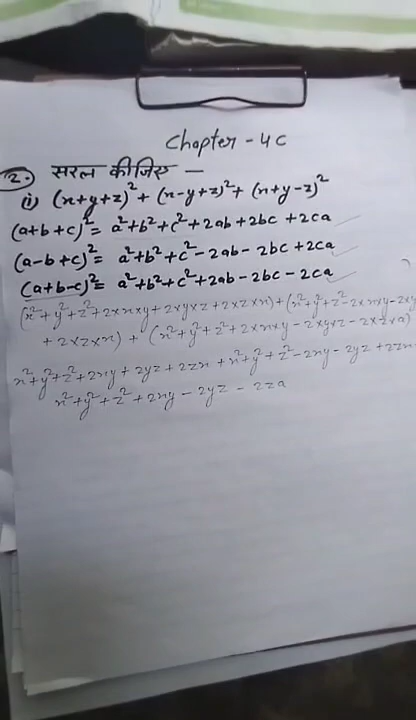 Chapter - 4C
2. सरल कीजिए —
(i) (x+y+z)² + (x-y+z)² + (x+y-z)²
(a+b+c)² = a²+b²+c²+2ab+2bc+2ca
(a-b+c)² = a²+b²+c²-2ab-2bc+2ca
(a+b-c)² = a²+b²+c²+2ab-2bc-2ca
(x²+y²+z²+2×x×y+2×y×z+2×z×x)+(x²+y²+z²-2×x×y-2×y
+2×z×x) + (x²+y²+z²+2×x×y-2×y×z-2×z×x)
x²+y²+z²+2xy+2yz+2zx+x²+y²+z²-2xy-2yz+2zx
x²+y²+z²+2xy-2yz-2zx